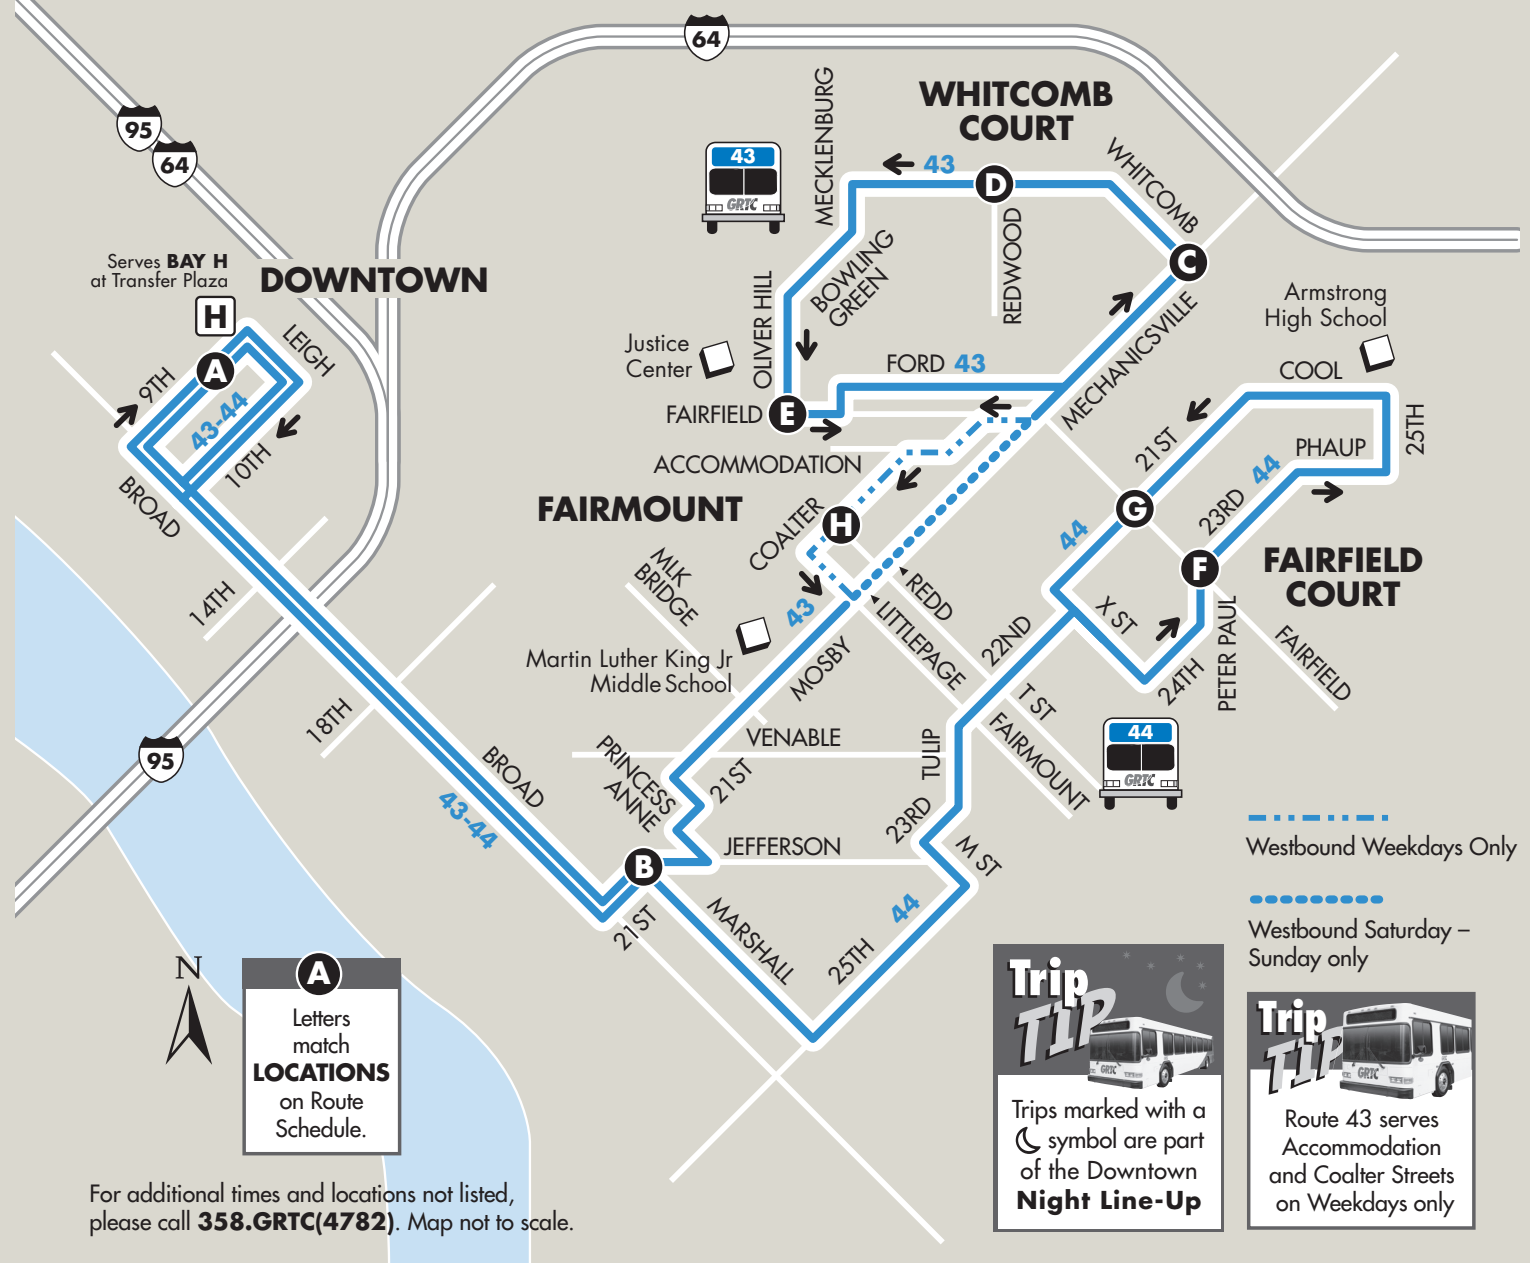 64
95
64
WHITCOMB
COURT
MECKLENBURG
WHITCOMB
43
43
GRTC
D
C
REDWOOD
BOWLING
GREEN
OLIVER HILL
Serves BAY H
at Transfer Plaza
DOWNTOWN
H
LEIGH
A
9TH
43-44
10TH
BROAD
Justice
Center
FORD 43
FAIRFIELD
E
MECHANICSVILLE
Armstrong
High School
COOL
25TH
21ST
PHAUP
44
23RD
ACCOMMODATION
FAIRMOUNT
COALTER
H
G
44
F
FAIRFIELD
COURT
MLK
BRIDGE
43
REDD
LITTLEPAGE
X ST
22ND
PETER PAUL
FAIRFIELD
24TH
14TH
Martin Luther King Jr
Middle School
MOSBY
18TH
95
T ST
FAIRMOUNT
VENABLE
TULIP
44
GRTC
PRINCESS
ANNE
21ST
BROAD
43-44
23RD
JEFFERSON
M ST
B
21ST
MARSHALL
44
25TH
Westbound Weekdays Only
Westbound Saturday –
Sunday only
N
A
Letters
match
LOCATIONS
on Route
Schedule.
Trip
TIP
GRTC
Trips marked with a
symbol are part
of the Downtown
Night Line-Up
Trip
TIP
GRTC
Route 43 serves
Accommodation
and Coalter Streets
on Weekdays only
For additional times and locations not listed,
please call 358.GRTC(4782). Map not to scale.